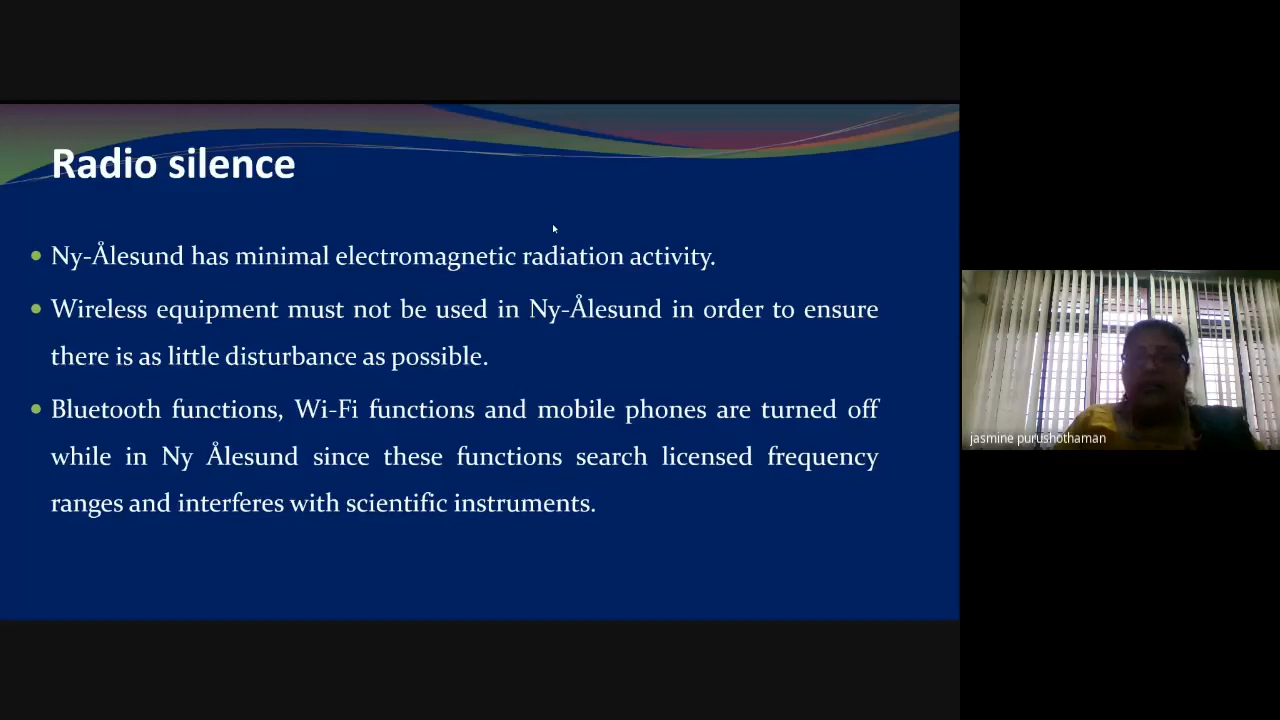 Radio silence
Ny-Ålesund has minimal electromagnetic radiation activity.
Wireless equipment must not be used in Ny-Ålesund in order to ensure
there is as little disturbance as possible.
Bluetooth functions, Wi-Fi functions and mobile phones are turned off
while in Ny Ålesund since these functions search licensed frequency
ranges and interferes with scientific instruments.
jasmine purushothaman